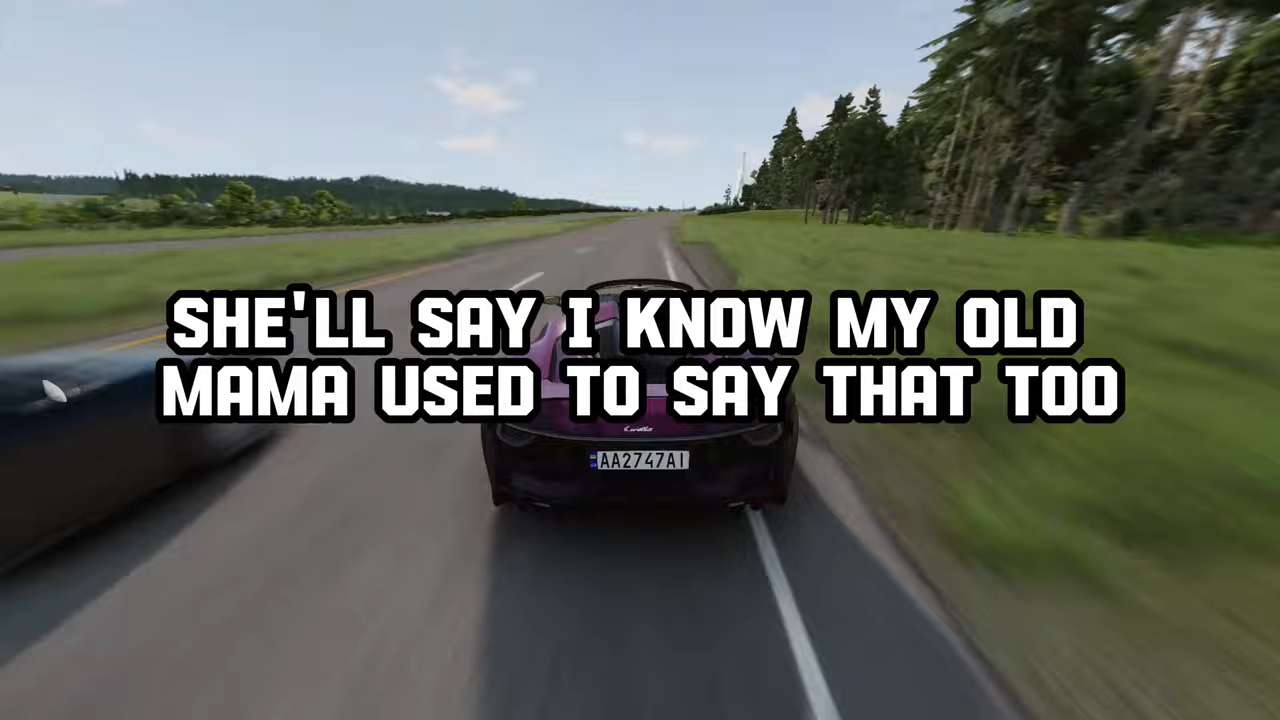 SHE'LL SAY I KNOW MY OLD
MAMA USED TO SAY THAT TOO
AA2747AI